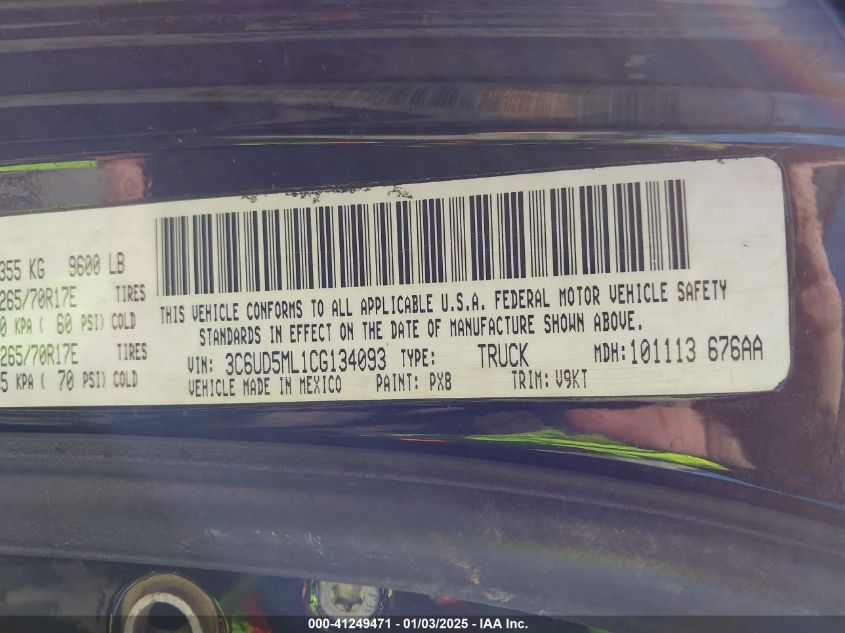 355 KG 9600 LB
265/70R17E TIRES
0 KPA ( 60 PSI) COLD
265/70R17E TIRES
5 KPA ( 70 PSI) COLD
THIS VEHICLE CONFORMS TO ALL APPLICABLE U.S.A. FEDERAL MOTOR VEHICLE SAFETY
STANDARDS IN EFFECT ON THE DATE OF MANUFACTURE SHOWN ABOVE.
VIN: 3C6UD5ML1CG134093 TYPE: TRUCK MDH: 101113 676AA
VEHICLE MADE IN MEXICO PAINT: PX8 TRIM: V9KT
000-41249471 - 01/03/2025 - IAA Inc.